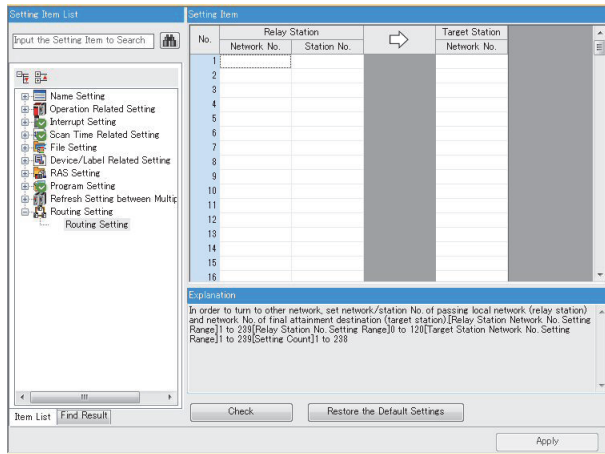 Setting Item List
Input the Setting Item to Search
Name Setting
Operation Related Setting
Interrupt Setting
Scan Time Related Setting
File Setting
Device/Label Related Setting
RAS Setting
Program Setting
Refresh Setting between Multip
Routing Setting
Routing Setting
Item List
Find Result
Setting Item
No. Relay Station Target Station
Network No. Station No. Network No.
1
2
3
4
5
6
7
8
9
10
11
12
13
14
15
16
Explanation
In order to turn to other network, set network/station No. of passing local network (relay station)
and network No. of final attainment destination (target station).[Relay Station Network No. Setting
Range]1 to 239[Relay Station No. Setting Range]0 to 120[Target Station Network No. Setting
Range]1 to 239[Setting Count]1 to 238
Check Restore the Default Settings
Apply